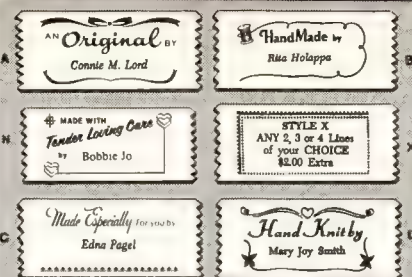 A
AN Original BY
Connie M. Lord
HandMade by
Rita Holappa
B
H
MADE WITH
Tender Loving Care
by Bobbie Jo
STYLE X
ANY 2, 3 or 4 Lines
of your CHOICE
$2.00 Extra
X
C
Made Especially for you by
Edna Pagel
Hand Knit by
Mary Joy Smith